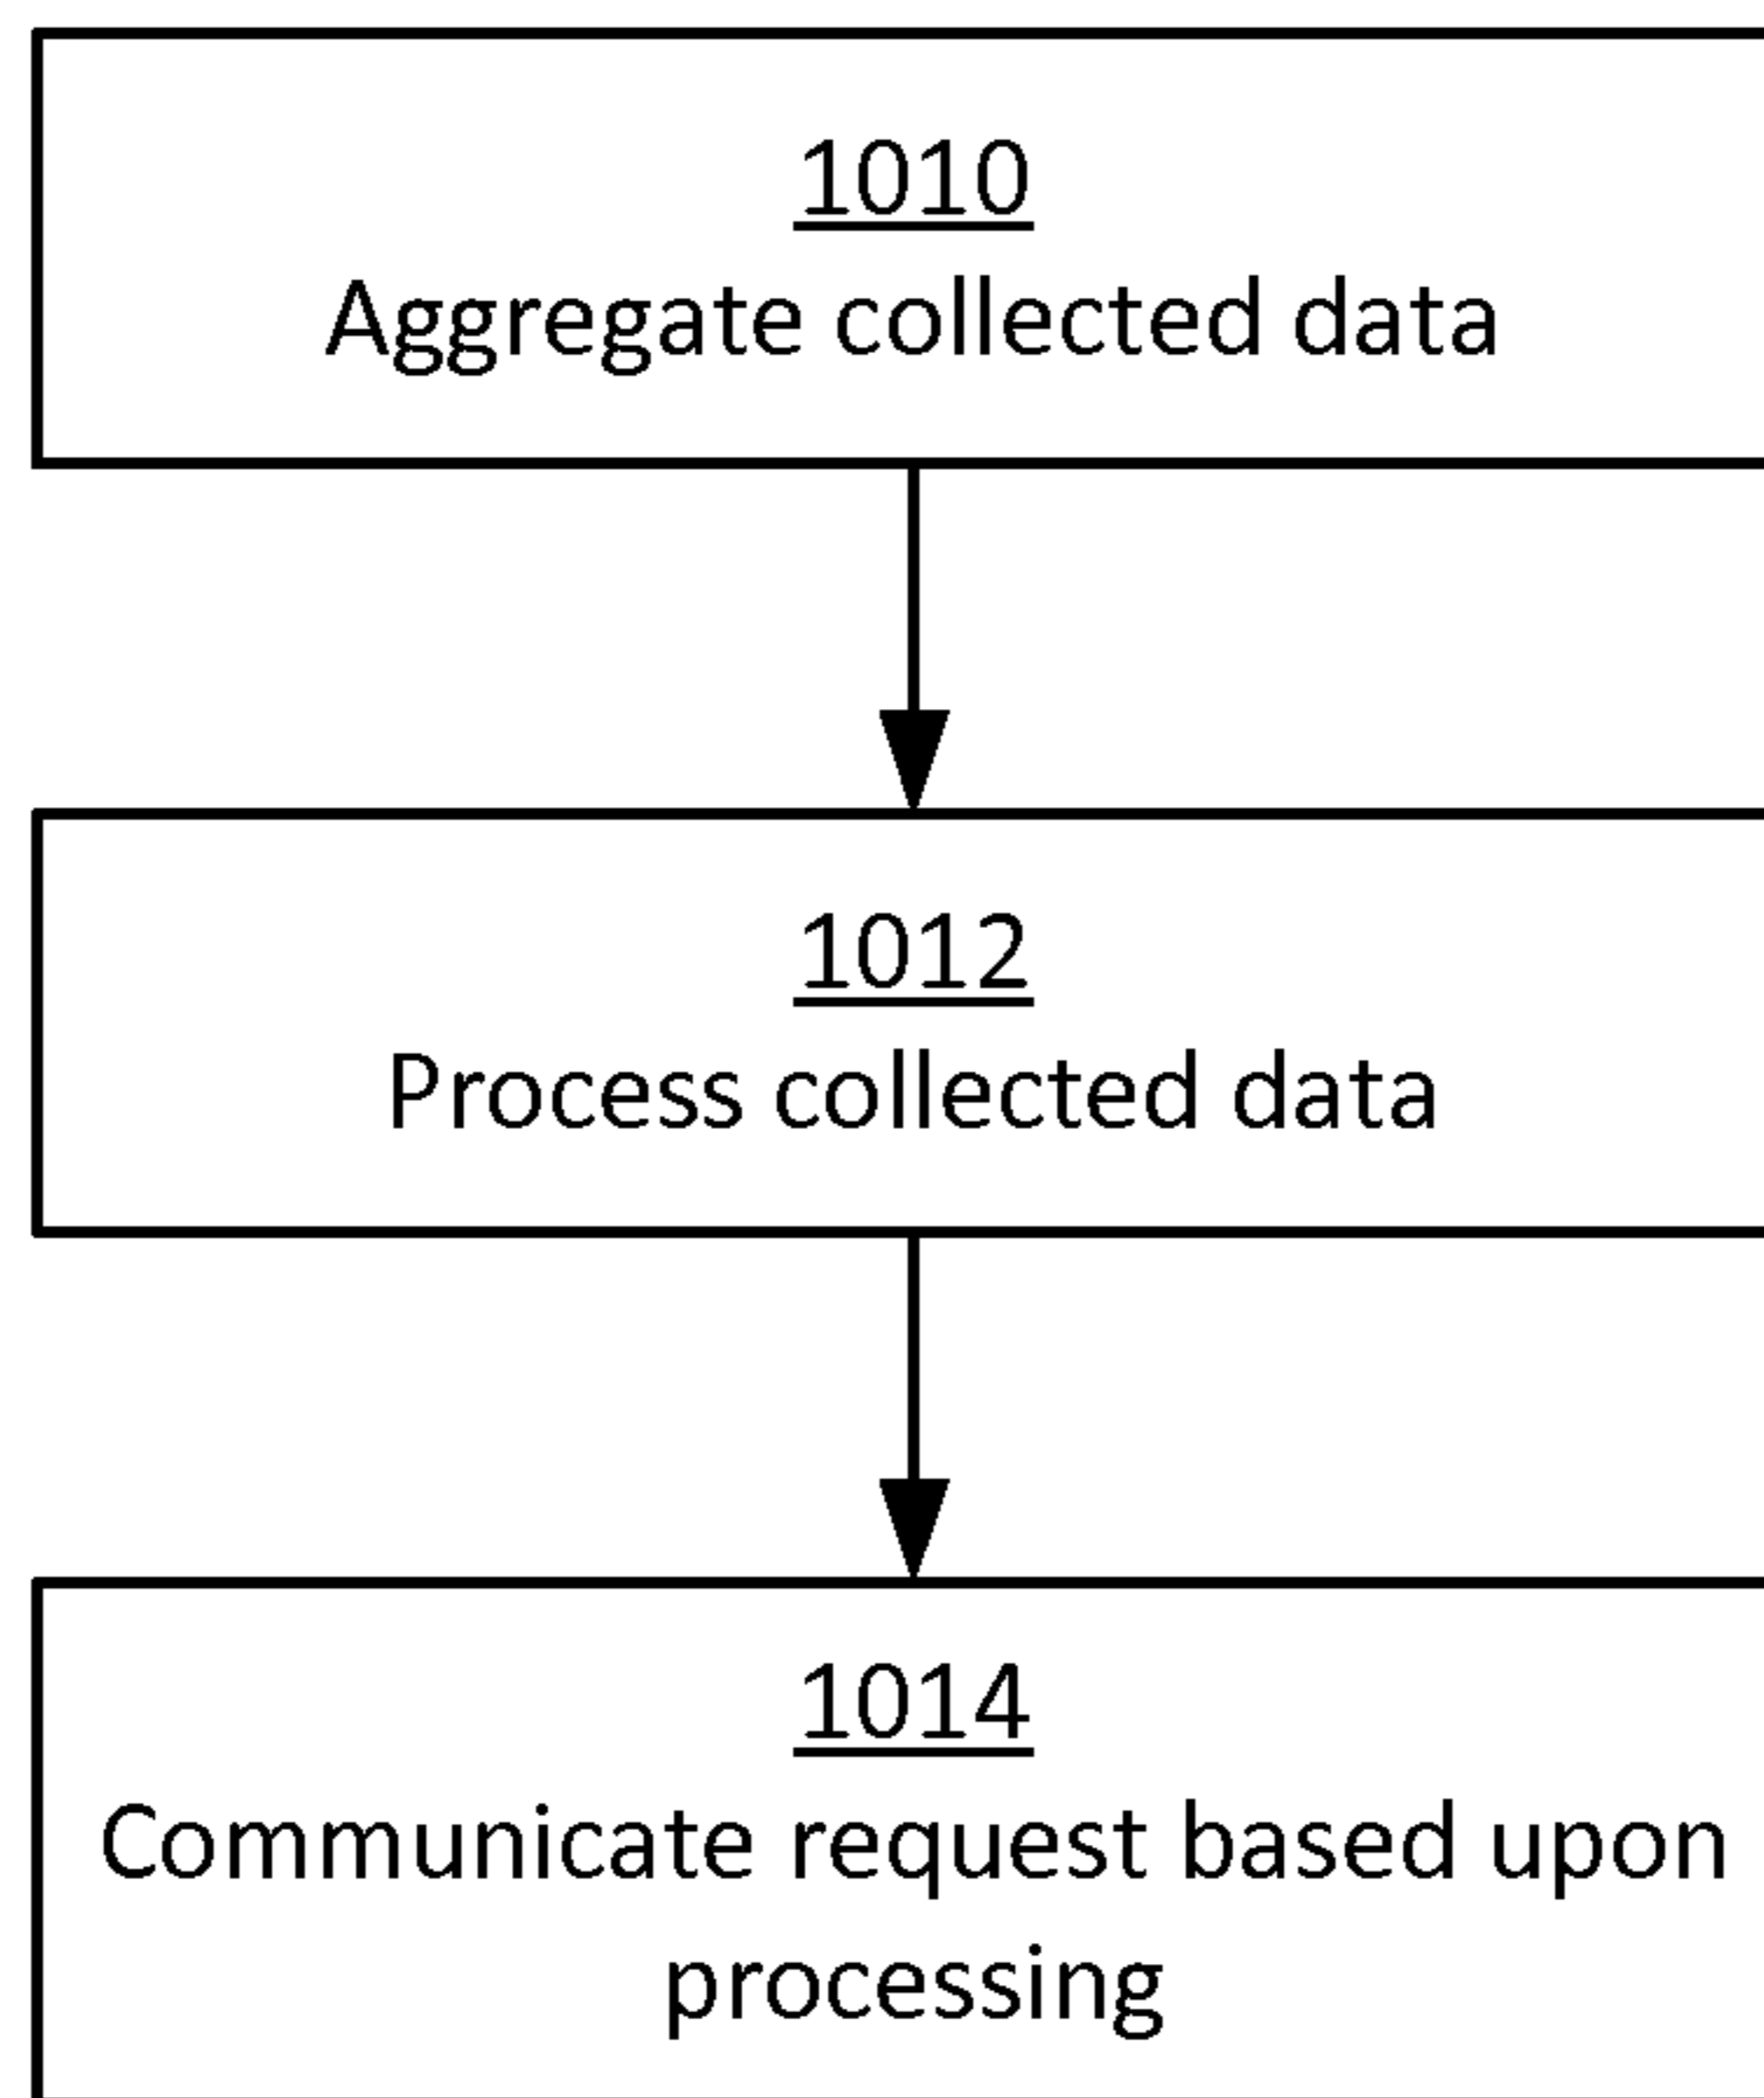 1010
Aggregate collected data
1012
Process collected data
1014
Communicate request based upon
processing